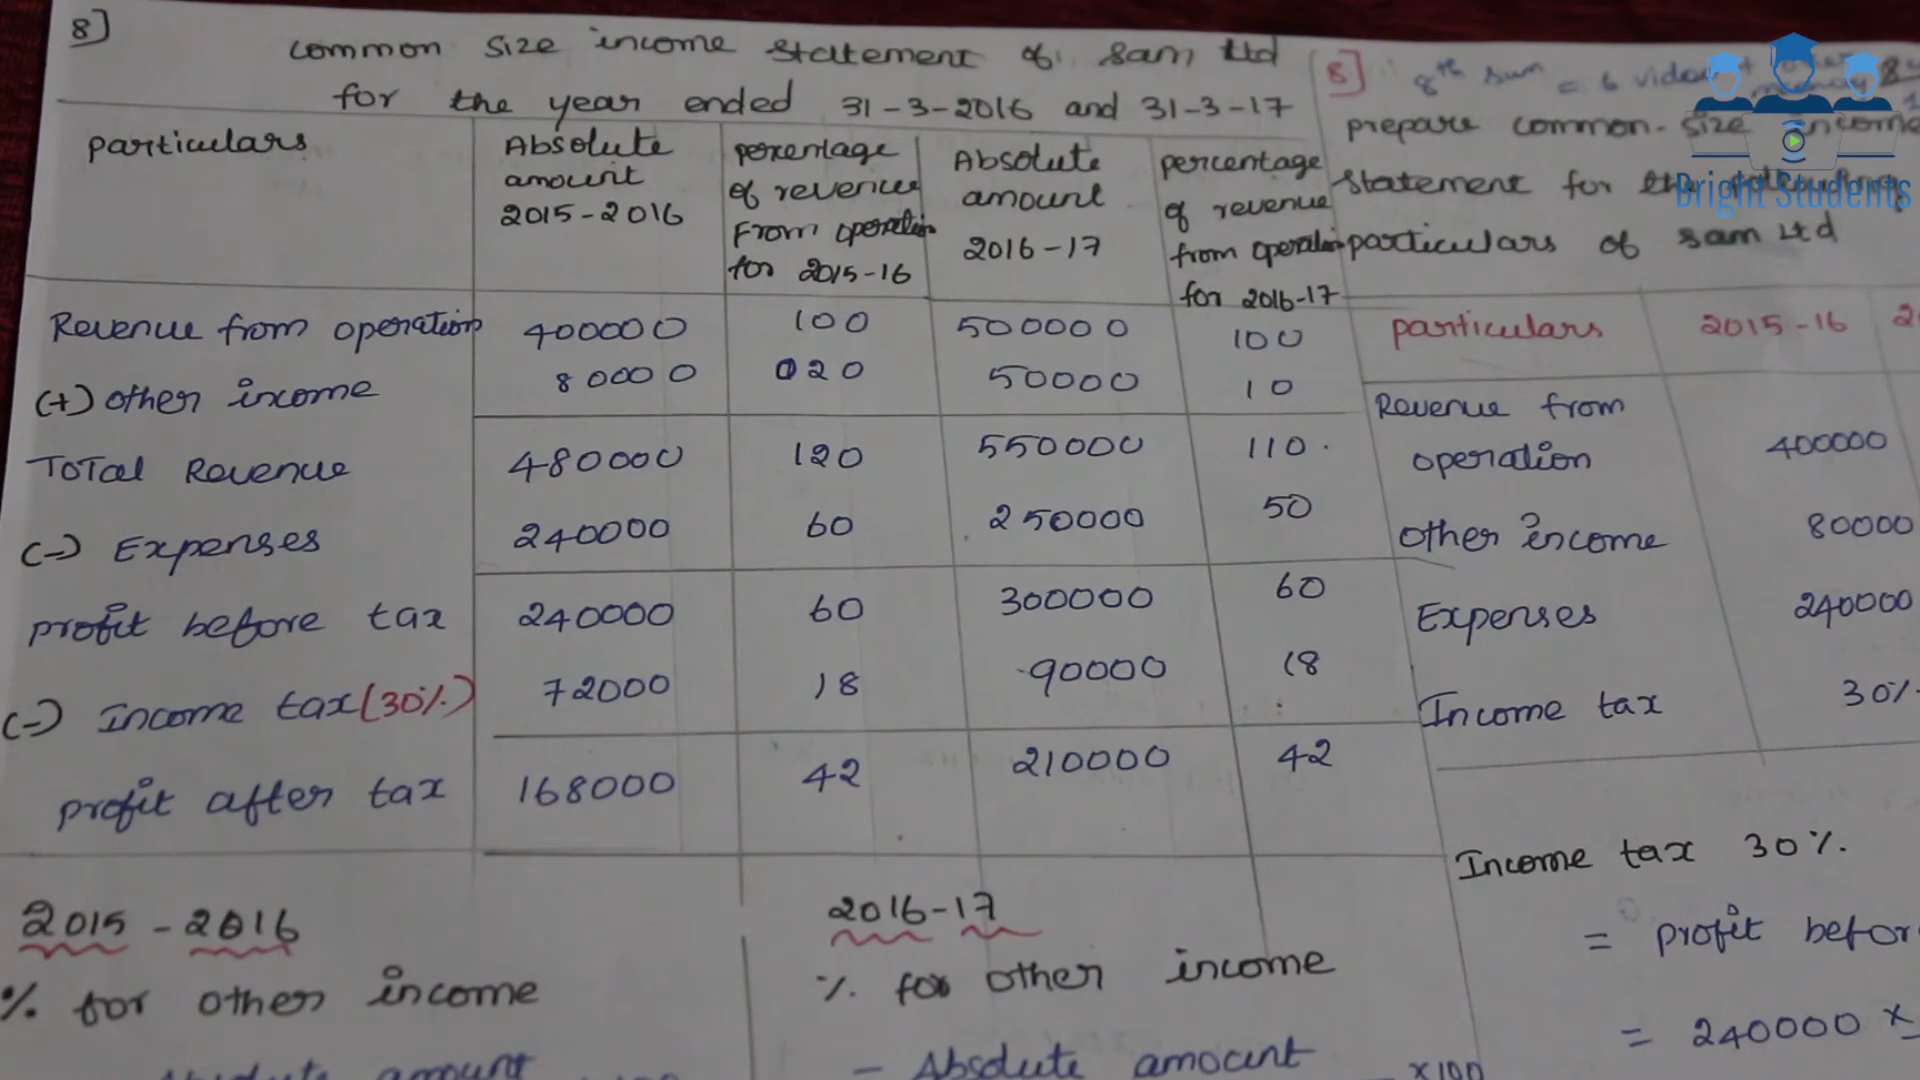 8]
Common size income statement of Sam Ltd
for the year ended 31-3-2016 and 31-3-17
particulars
Absolute amount 2015-2016
percentage of revenue From operation for 2015-16
Absolute amount 2016-17
percentage of revenue from operation for 2016-17
Revenue from operation 400000 100 500000 100
(+) other income 80000 020 50000 10
Total Revenue 480000 120 550000 110
(-) Expenses 240000 60 250000 50
profit before tax 240000 60 300000 60
(-) Income tax (30%) 72000 18 90000 18
profit after tax 168000 42 210000 42
2015-2016
% for other income
Absolute amount
2016-17
% for other income
- Absolute amount ×100
8] 8th sum = 6
prepare common-size income
statement for
particulars of Sam Ltd
Bright Students
particulars 2015-16
Revenue from
operation 400000
other income 80000
Expenses 240000
Income tax 30%
Income tax 30%
= profit
= 240000 ×